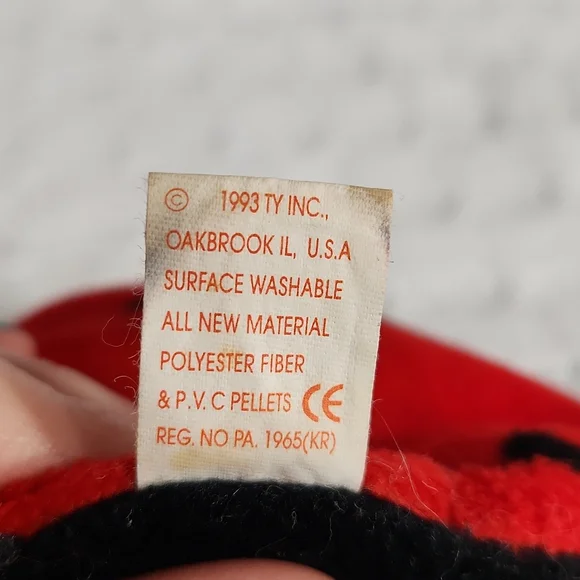 © 1993 TY INC.,
OAKBROOK IL, U.S.A
SURFACE WASHABLE
ALL NEW MATERIAL
POLYESTER FIBER
& P.V. C PELLETS CE
REG. NO PA. 1965(KR)